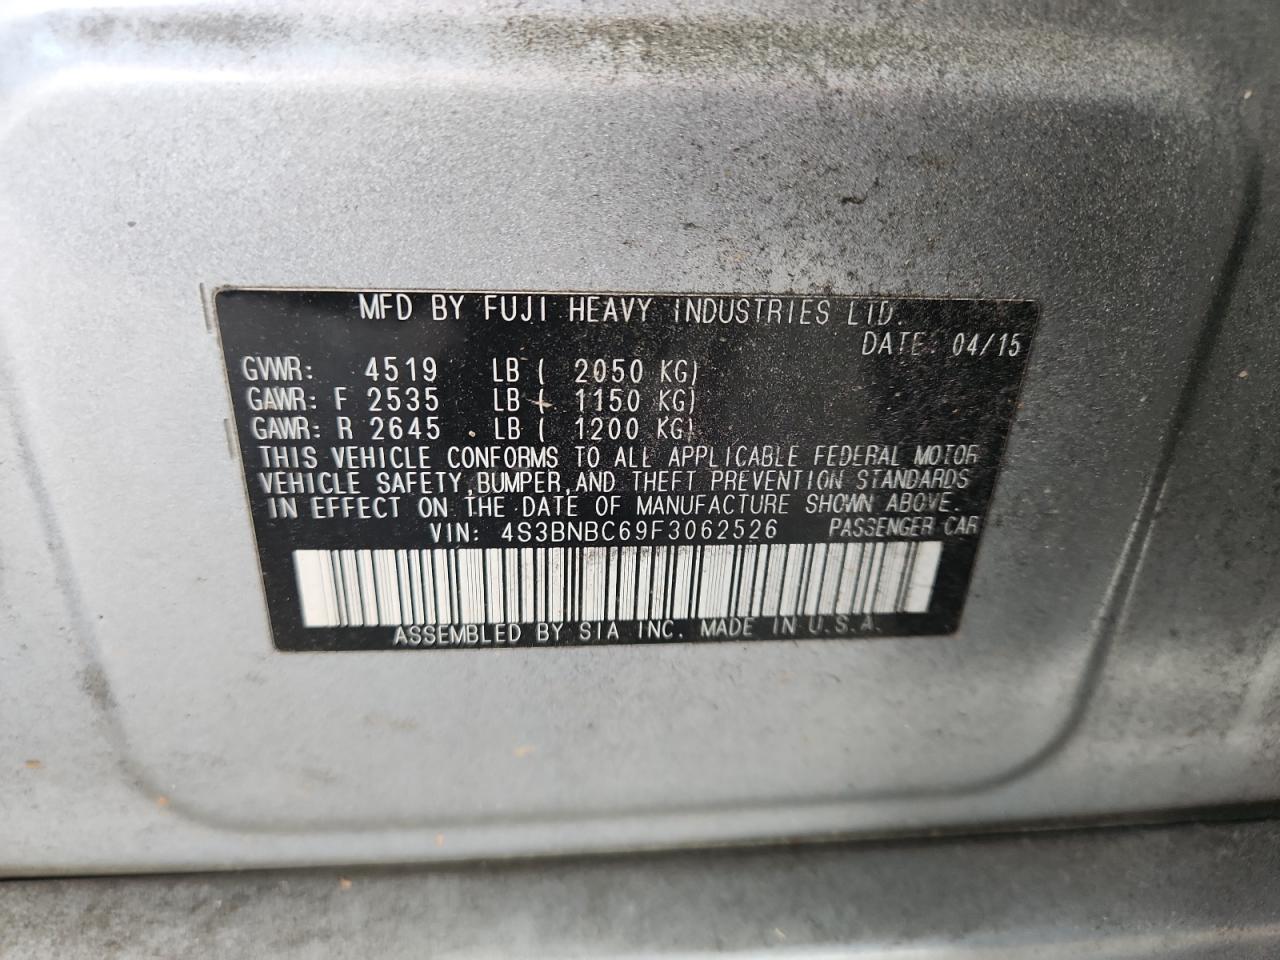 MFD BY FUJI HEAVY INDUSTRIES LTD.
DATE: 04/15
GVWR: 4519 LB ( 2050 KG)
GAWR: F 2535 LB ( 1150 KG)
GAWR: R 2645 LB ( 1200 KG)
THIS VEHICLE CONFORMS TO ALL APPLICABLE FEDERAL MOTOR
VEHICLE SAFETY, BUMPER, AND THEFT PREVENTION STANDARDS
IN EFFECT ON THE DATE OF MANUFACTURE SHOWN ABOVE.
VIN: 4S3BNBC69F3062526 PASSENGER CAR
ASSEMBLED BY SIA INC. MADE IN U.S.A.